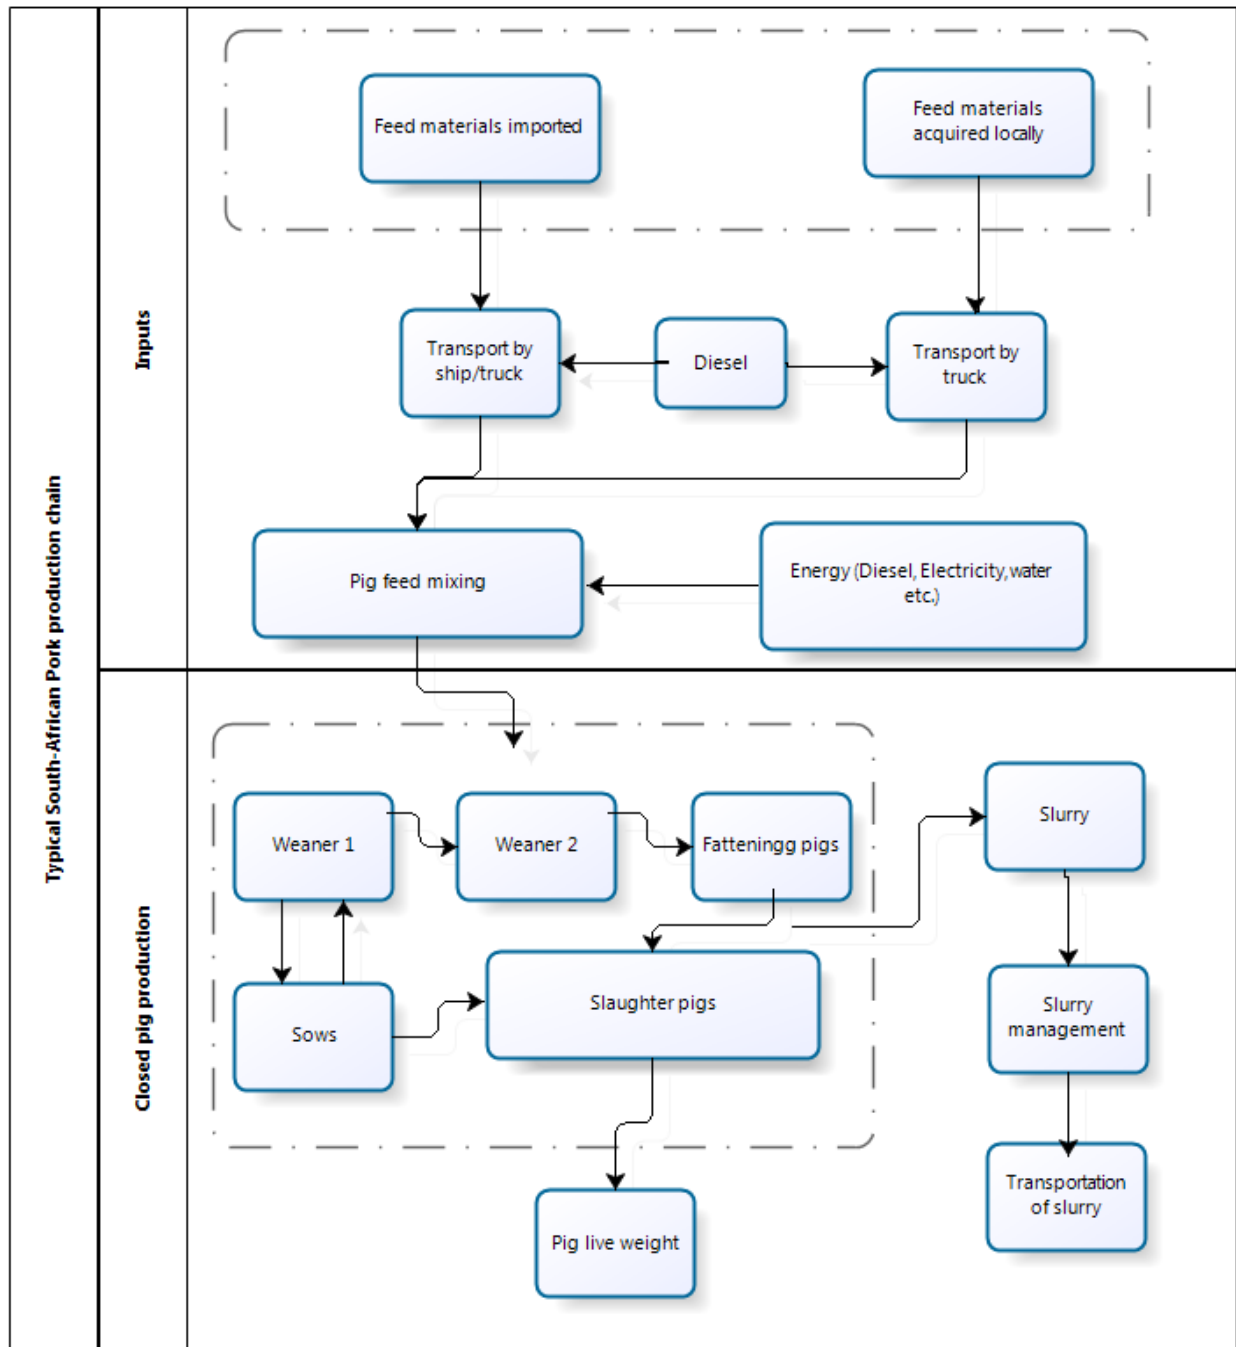 Typical South-African Pork production chain
Inputs
Feed materials imported
Feed materials
acquired locally
Transport by
ship/truck
Diesel
Transport by
truck
Pig feed mixing
Energy (Diesel, Electricity,water
etc.)
Closed pig production
Weaner 1
Weaner 2
Fatteningg pigs
Slurry
Sows
Slaughter pigs
Slurry
management
Pig live weight
Transportation
of slurry